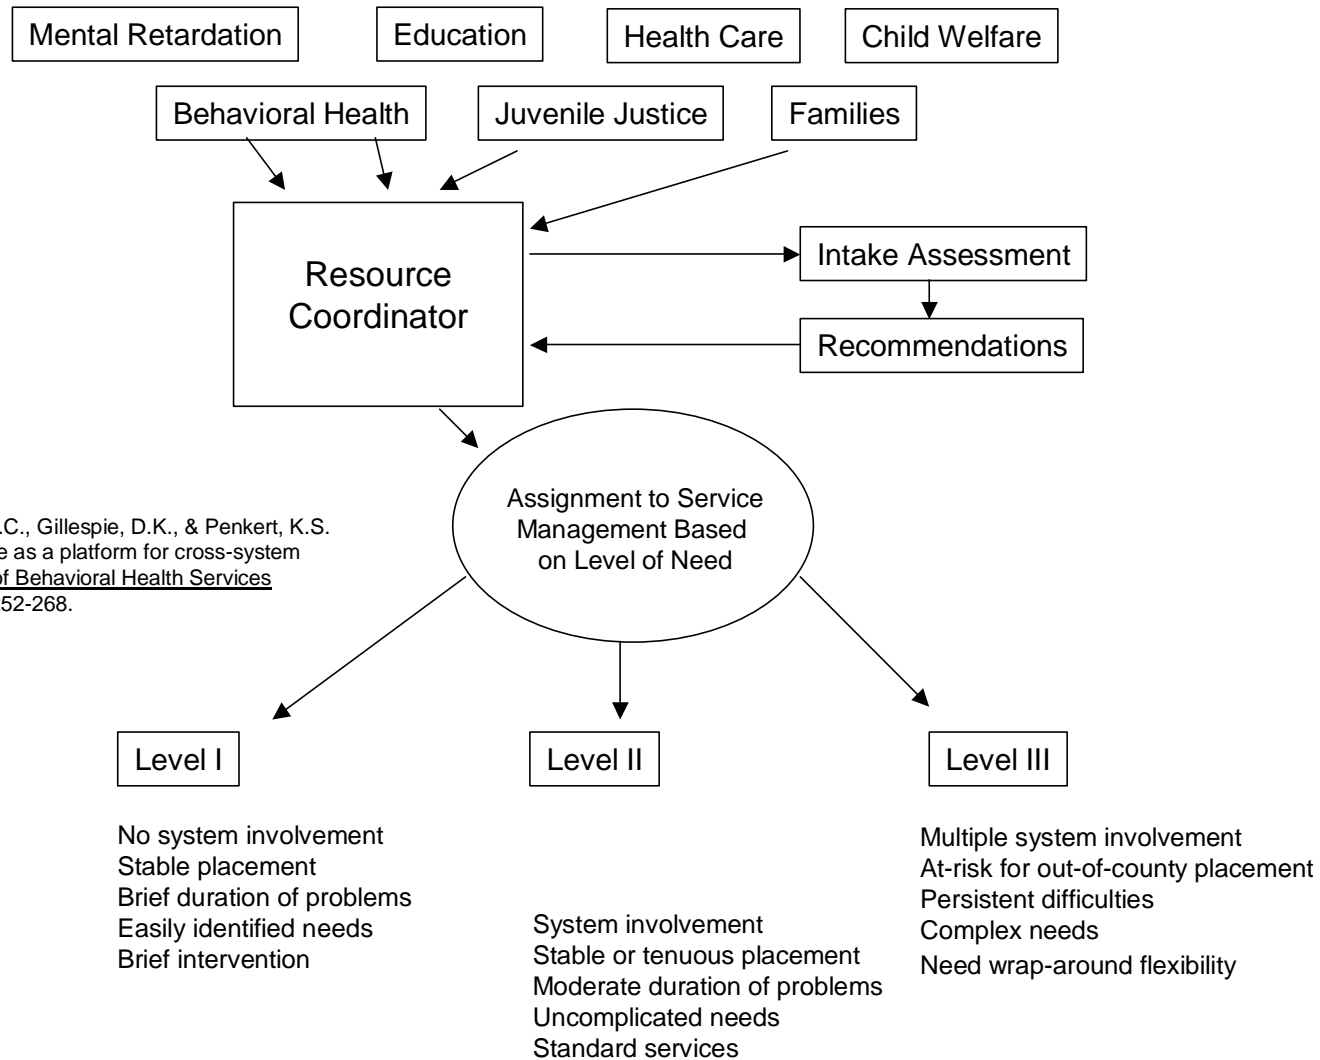 Mental Retardation
Education
Health Care
Child Welfare
Behavioral Health
Juvenile Justice
Families
Resource
Coordinator
Intake Assessment
Recommendations
Assignment to Service
Management Based
on Level of Need
.C., Gillespie, D.K., & Penkert, K.S.
e as a platform for cross-system
of Behavioral Health Services
52-268.
Level I
Level II
Level III
No system involvement
Stable placement
Brief duration of problems
Easily identified needs
Brief intervention
System involvement
Stable or tenuous placement
Moderate duration of problems
Uncomplicated needs
Standard services
Multiple system involvement
At-risk for out-of-county placement
Persistent difficulties
Complex needs
Need wrap-around flexibility